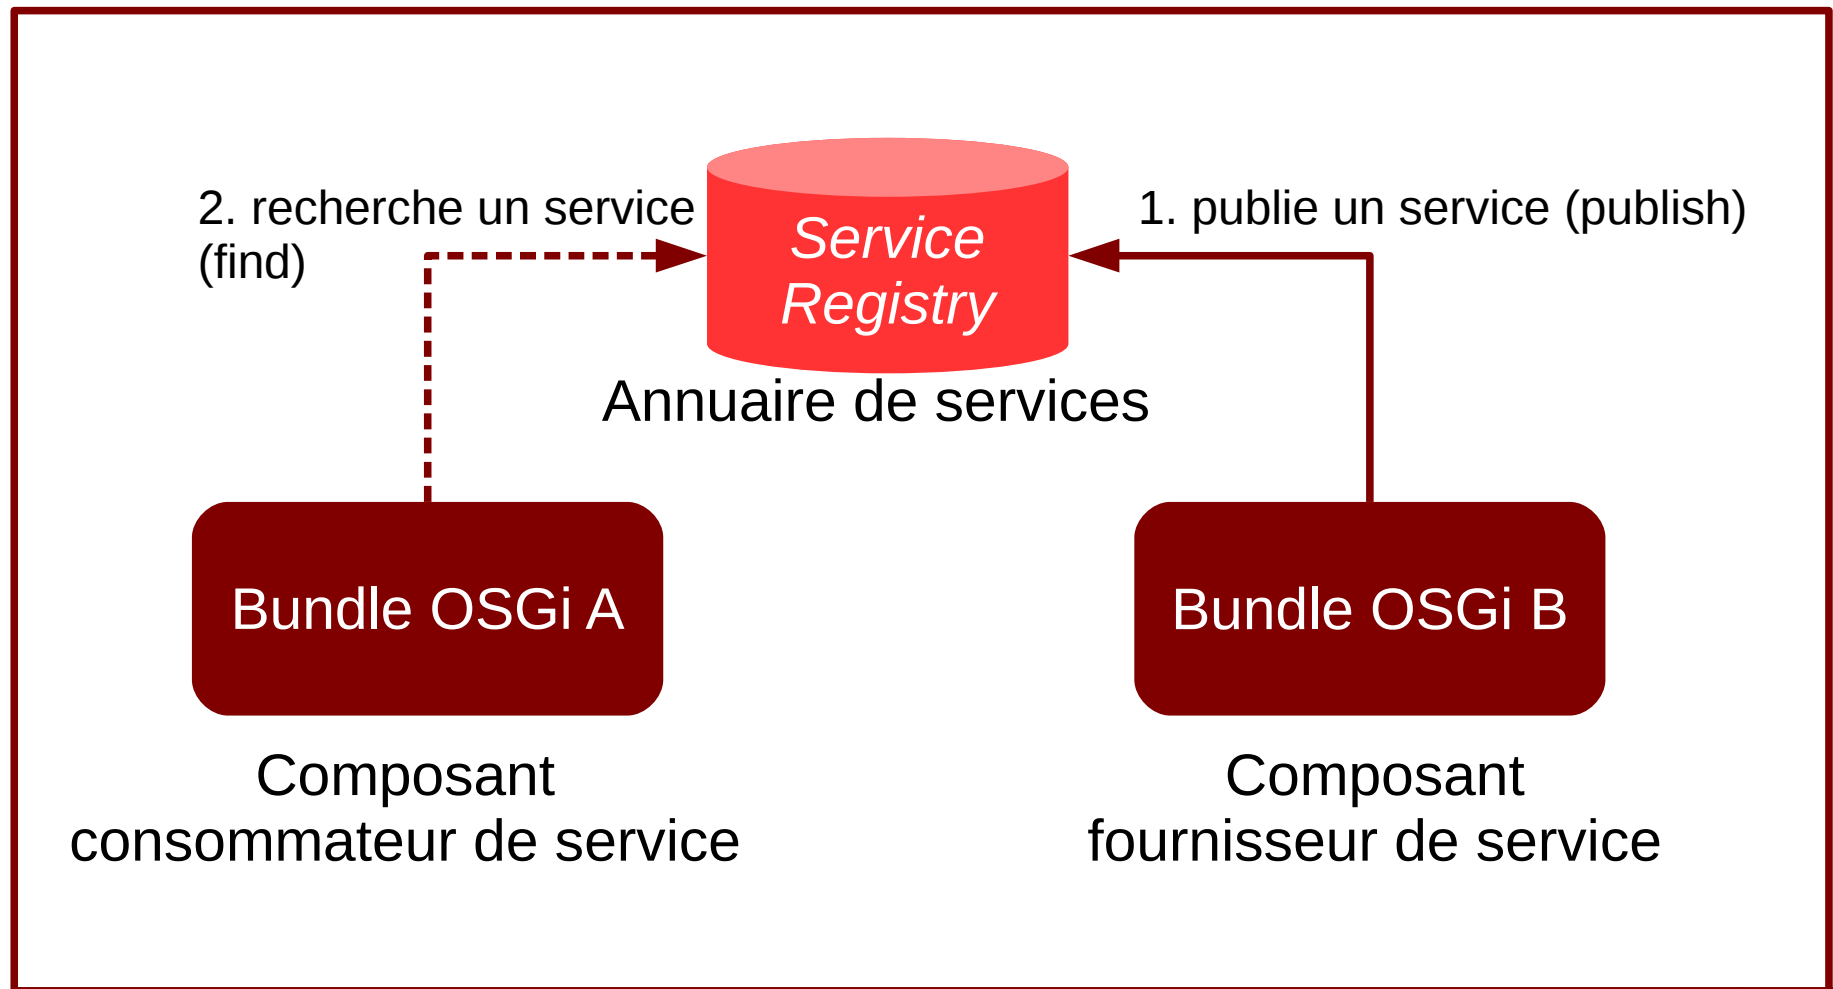 2. recherche un service
(find)
1. publie un service (publish)
Service
Registry
Annuaire de services
Bundle OSGi A
Bundle OSGi B
Composant
consommateur de service
Composant
fournisseur de service